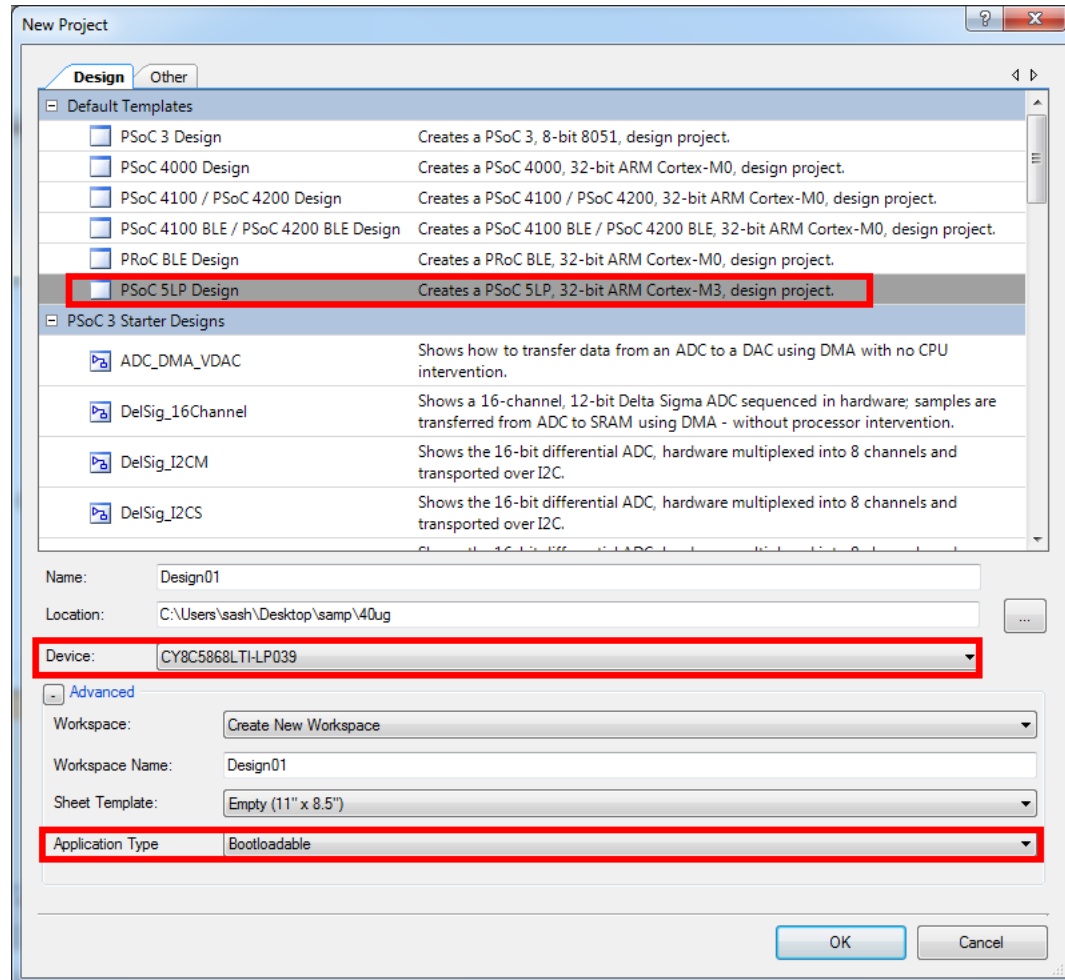 New Project
Design Other
Default Templates
PSoC 3 Design Creates a PSoC 3, 8-bit 8051, design project.
PSoC 4000 Design Creates a PSoC 4000, 32-bit ARM Cortex-M0, design project.
PSoC 4100 / PSoC 4200 Design Creates a PSoC 4100 / PSoC 4200, 32-bit ARM Cortex-M0, design project.
PSoC 4100 BLE / PSoC 4200 BLE Design Creates a PSoC 4100 BLE / PSoC 4200 BLE, 32-bit ARM Cortex-M0, design project.
PRoC BLE Design Creates a PRoC BLE, 32-bit ARM Cortex-M0, design project.
PSoC 5LP Design Creates a PSoC 5LP, 32-bit ARM Cortex-M3, design project.
PSoC 3 Starter Designs
ADC_DMA_VDAC Shows how to transfer data from an ADC to a DAC using DMA with no CPU
intervention.
DelSig_16Channel Shows a 16-channel, 12-bit Delta Sigma ADC sequenced in hardware; samples are
transferred from ADC to SRAM using DMA - without processor intervention.
DelSig_I2CM Shows the 16-bit differential ADC, hardware multiplexed into 8 channels and
transported over I2C.
DelSig_I2CS Shows the 16-bit differential ADC, hardware multiplexed into 8 channels and
transported over I2C.
Name: Design01
Location: C:\Users\sash\Desktop\samp\40ug
...
Device: CY8C5868LTI-LP039
Advanced
Workspace: Create New Workspace
Workspace Name: Design01
Sheet Template: Empty (11" x 8.5")
Application Type Bootloadable
OK Cancel